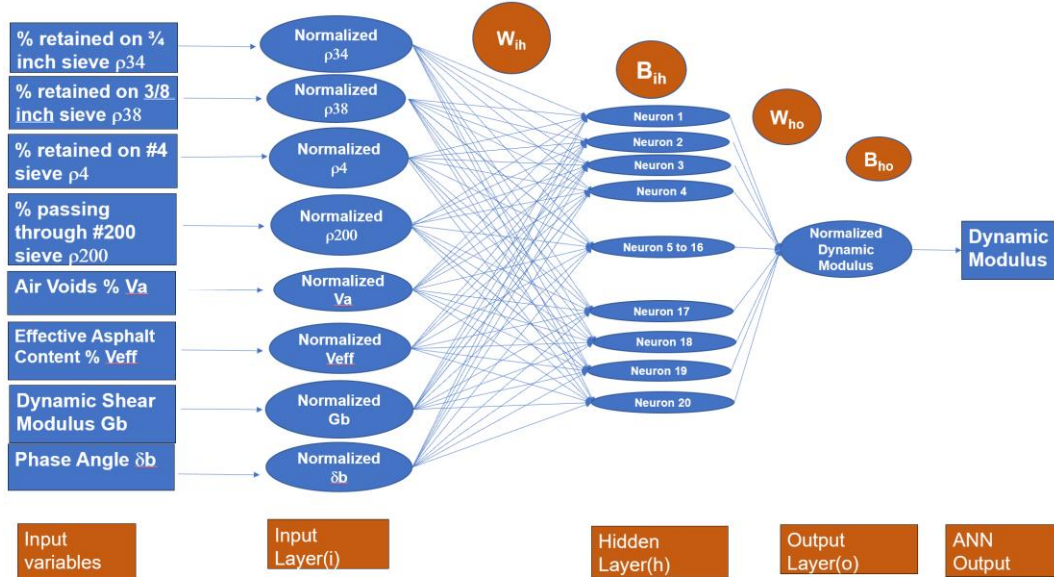 % retained on ¾
inch sieve ρ34
% retained on 3/8
inch sieve ρ38
% retained on #4
sieve ρ4
% passing
through #200
sieve ρ200
Air Voids % Va
Effective Asphalt
Content % Veff
Dynamic Shear
Modulus Gb
Phase Angle δb
Normalized
ρ34
Normalized
ρ38
Normalized
ρ4
Normalized
ρ200
Normalized
Va
Normalized
Veff
Normalized
Gb
Normalized
δb
Wih
Bih
Neuron 1
Neuron 2
Neuron 3
Neuron 4
Neuron 5 to 16
Neuron 17
Neuron 18
Neuron 19
Neuron 20
Who
Bho
Normalized
Dynamic
Modulus
Dynamic
Modulus
Input
variables
Input
Layer(i)
Hidden
Layer(h)
Output
Layer(o)
ANN
Output